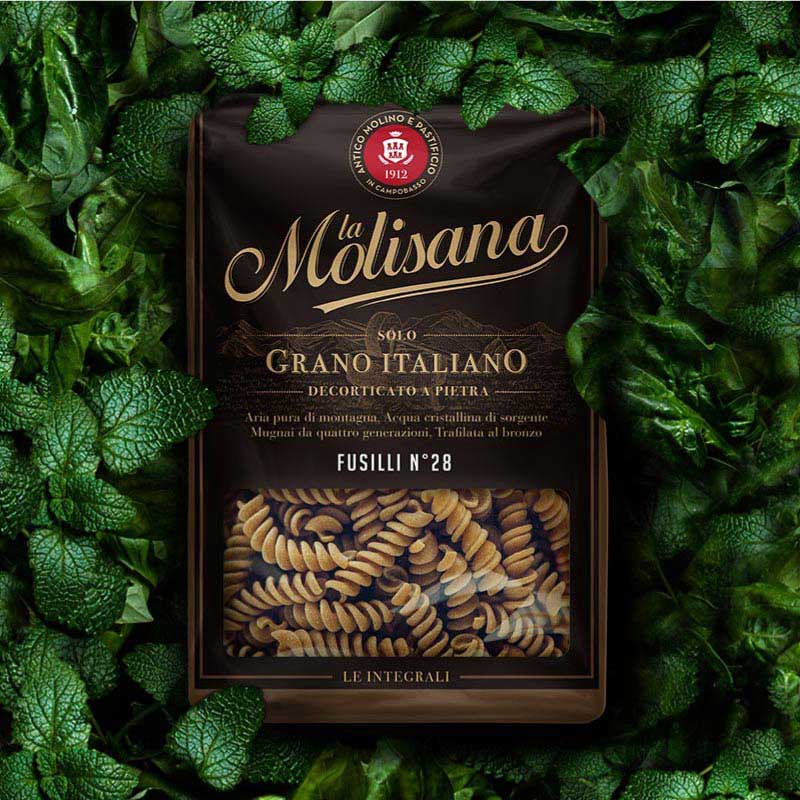 ANTICO MOLINO E PASTIFICIO
1912
IN CAMPOBASSO
la
Molisana
SOLO
GRANO ITALIANO
DECORTICATO A PIETRA
Aria pura di montagna, Acqua cristallina di sorgente
Mugnai da quattro generazioni, Trafilata al bronzo
FUSILLI N°28
LE INTEGRALI